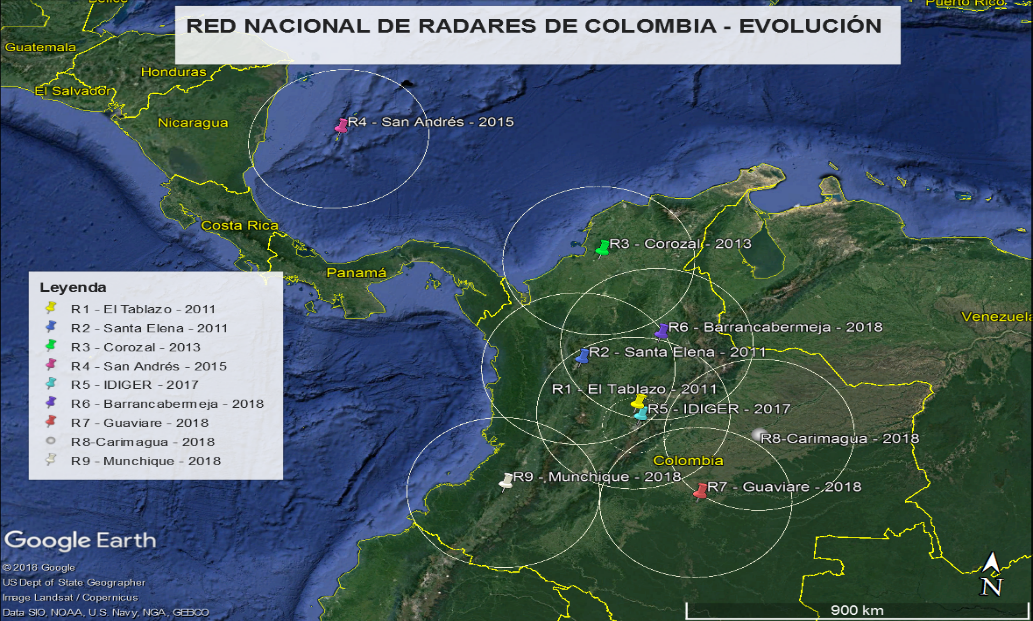 Belice
Puerto Rico
RED NACIONAL DE RADARES DE COLOMBIA - EVOLUCIÓN
Guatemala
Honduras
El Salvador
Nicaragua
R4 - San Andrés - 2015
Costa Rica
R3 - Corozal - 2013
Panamá
Leyenda
R1 - El Tablazo - 2011
R2 - Santa Elena - 2011
R3 - Corozal - 2013
R4 - San Andrés - 2015
R5 - IDIGER - 2017
R6 - Barrancabermeja - 2018
R7 - Guaviare - 2018
R8-Carimagua - 2018
R9 - Munchique - 2018
Venezuela
R6 - Barrancabermeja - 2018
R2 - Santa Elena - 2011
R1 - El Tablazo - 2011
R5 - IDIGER - 2017
R8-Carimagua - 2018
Colombia
R9 - Munchique - 2018
R7 - Guaviare - 2018
Google Earth
© 2018 Google
US Dept of State Geographer
Image Landsat / Copernicus
Data SIO, NOAA, U.S. Navy, NGA, GEBCO
N
900 km